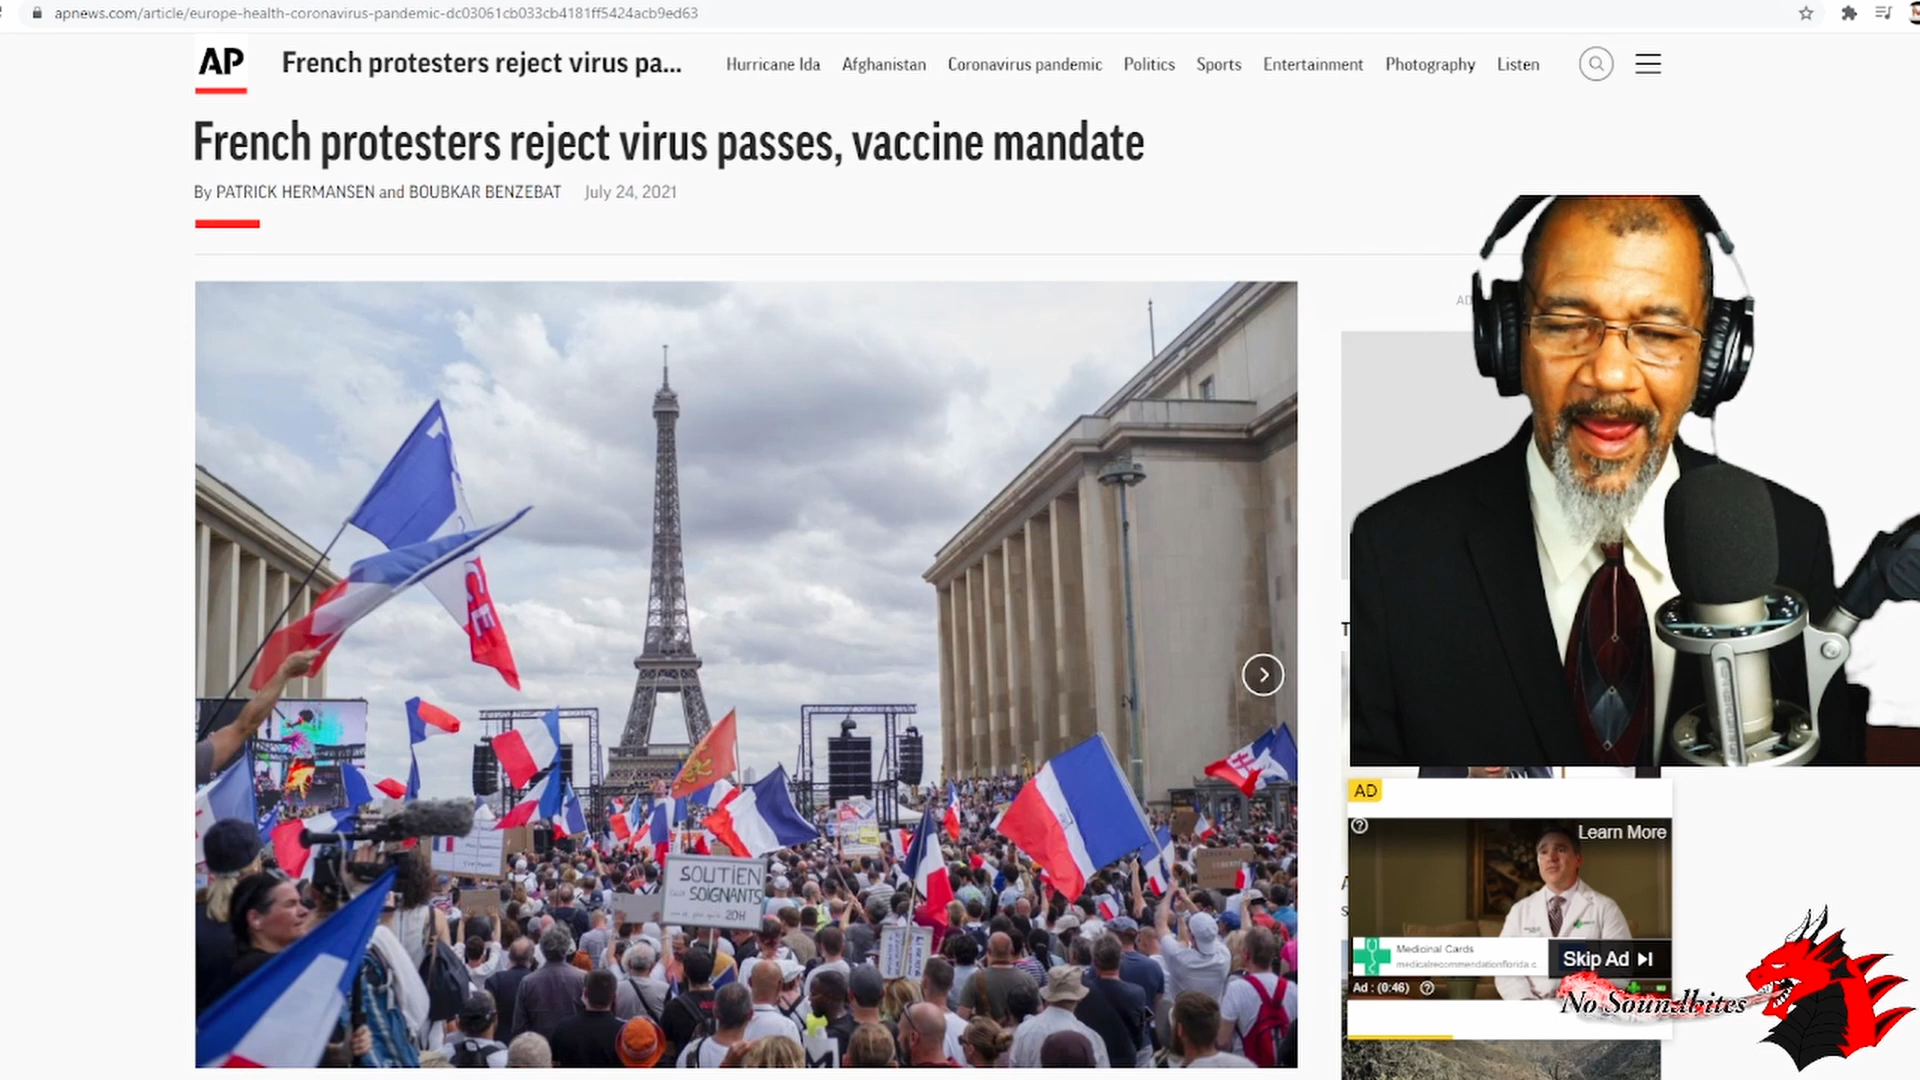 apnews.com/article/europe-health-coronavirus-pandemic-dc03061cb033cb4181ff5424acb9ed63
AP
French protesters reject virus pa...
Hurricane Ida
Afghanistan
Coronavirus pandemic
Politics
Sports
Entertainment
Photography
Listen
French protesters reject virus passes, vaccine mandate
By PATRICK HERMANSEN and BOUBKAR BENZEBAT July 24, 2021
AD
SOUTIEN
SOIGNANTS
20H
AD
Learn More
Medicinal Cards
medicalrecommendationflorida.c.
Skip Ad
Ad : (0:46)
No Soundbites